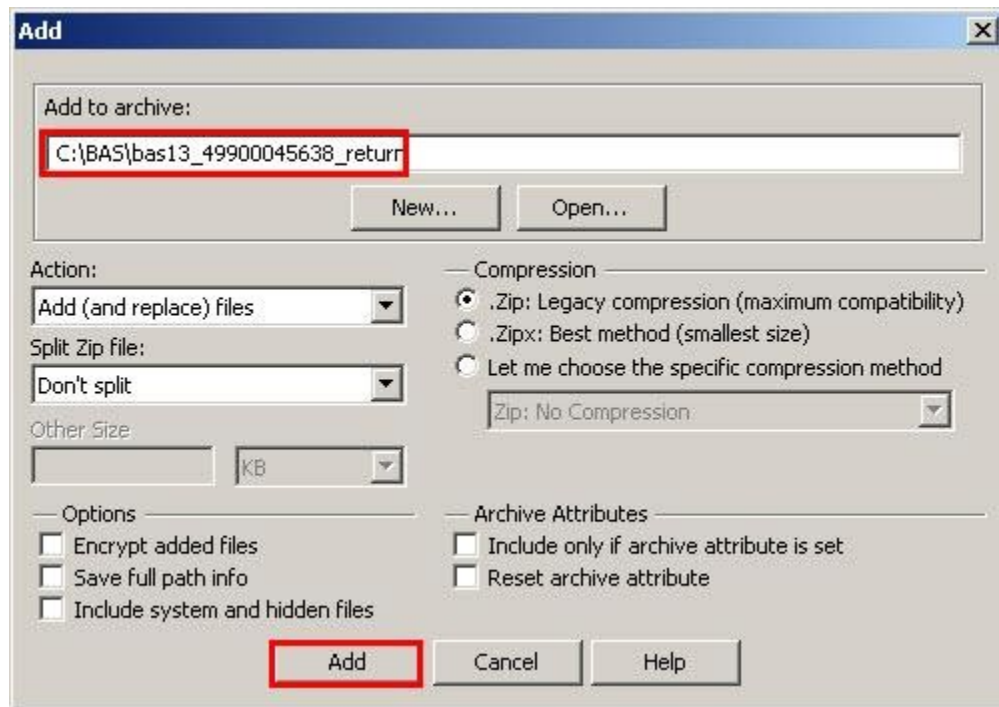 Add
Add to archive:
C:\BAS\bas13_49900045638_return
New... Open...
Action:
Add (and replace) files
Split Zip file:
Don't split
Other Size
KB
Compression
.Zip: Legacy compression (maximum compatibility)
.Zipx: Best method (smallest size)
Let me choose the specific compression method
Zip: No Compression
Options
Encrypt added files
Save full path info
Include system and hidden files
Archive Attributes
Include only if archive attribute is set
Reset archive attribute
Add Cancel Help